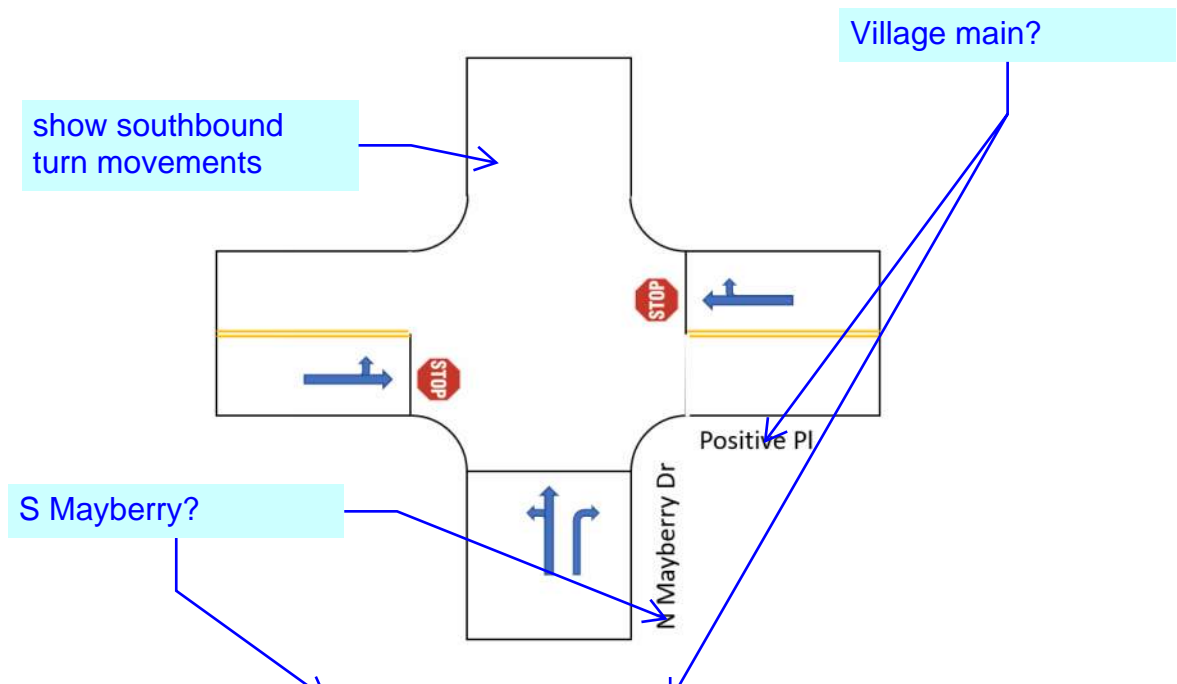 Village main?
show southbound
turn movements
STOP
STOP
Positive Pl
S Mayberry?
N Mayberry Dr